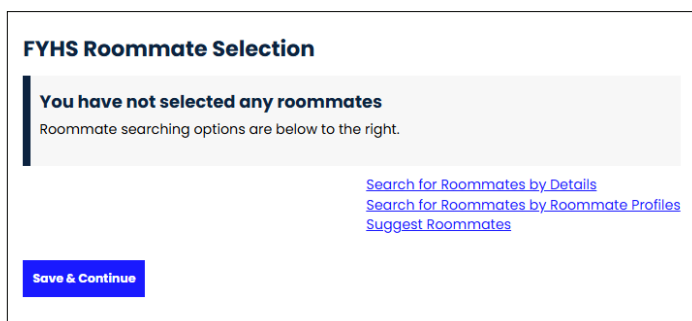 FYHS Roommate Selection
You have not selected any roommates
Roommate searching options are below to the right.
Search for Roommates by Details
Search for Roommates by Roommate Profiles
Suggest Roommates
Save & Continue